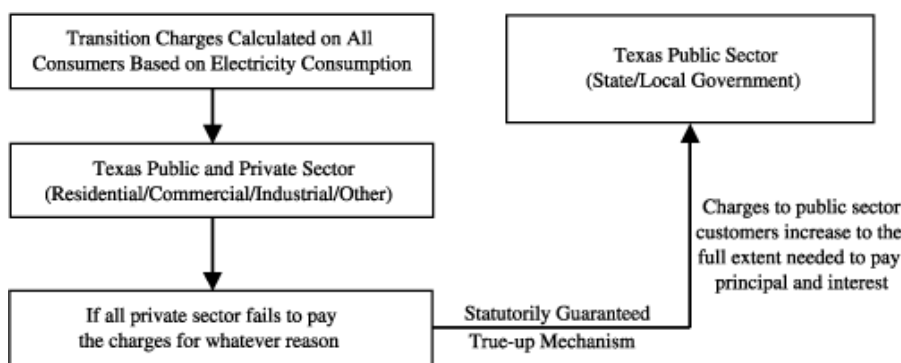 Transition Charges Calculated on All
Consumers Based on Electricity Consumption
Texas Public Sector
(State/Local Government)
Texas Public and Private Sector
(Residential/Commercial/Industrial/Other)
Charges to public sector
customers increase to the
full extent needed to pay
principal and interest
If all private sector fails to pay
the charges for whatever reason
Statutorily Guaranteed
True-up Mechanism